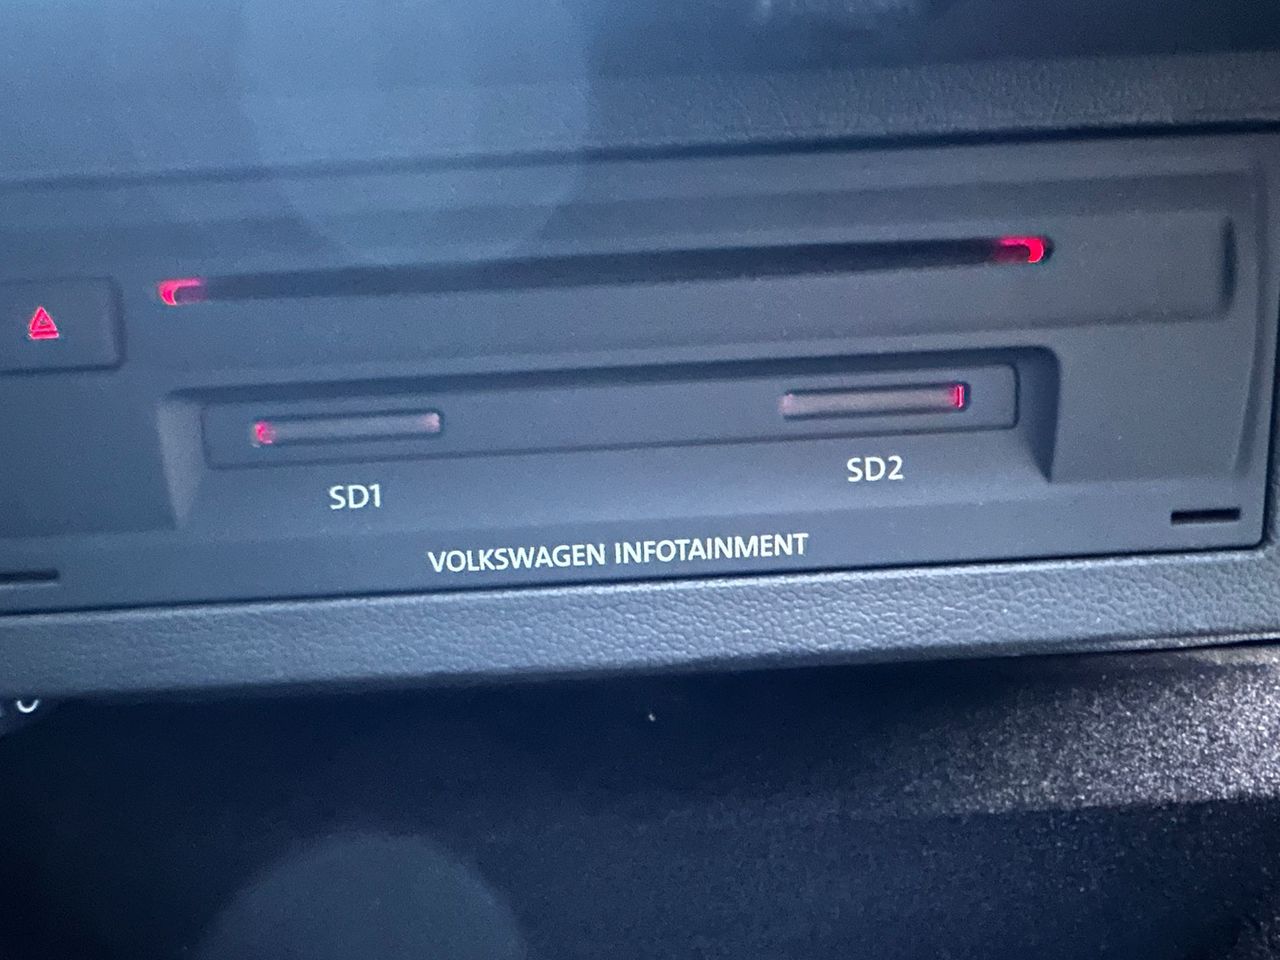 SD1
SD2
VOLKSWAGEN INFOTAINMENT